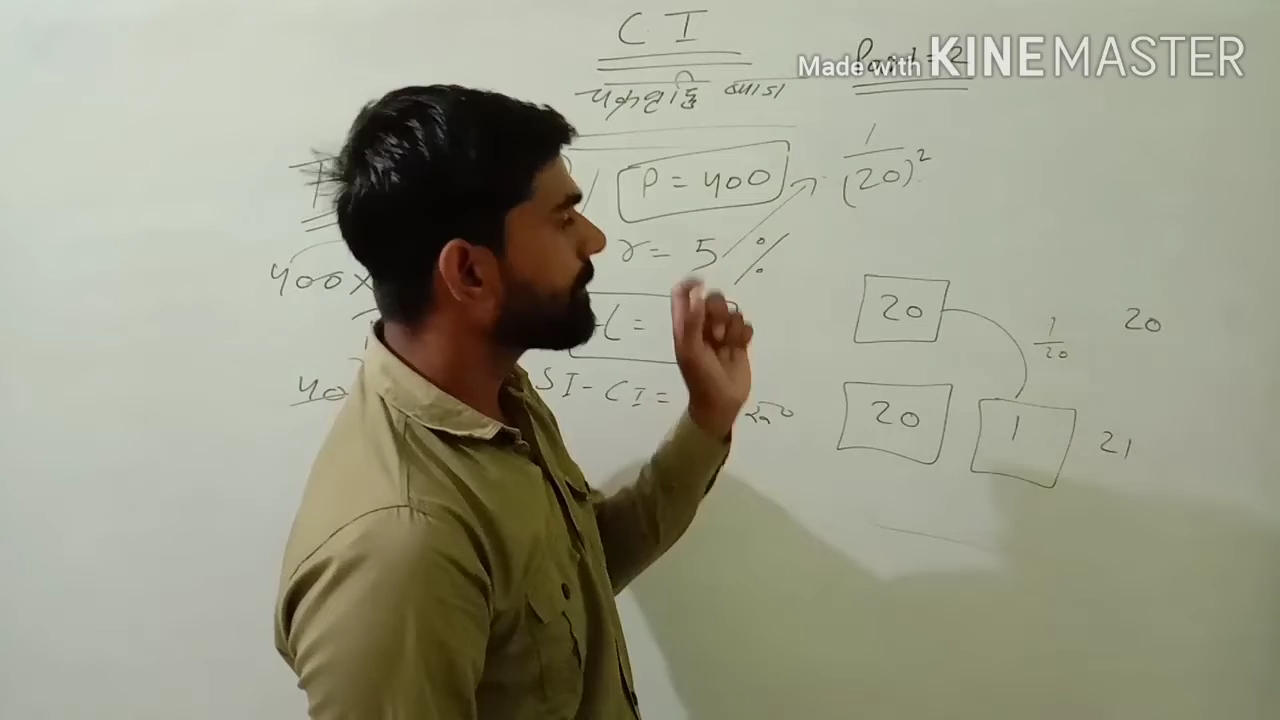 C I
Made with KINEMASTER
चक्रवृद्धि ब्याज
P = 400
1
(20)²
r = 5 %
400 ×
20
1
20
20
SI - CI =
20
1
21